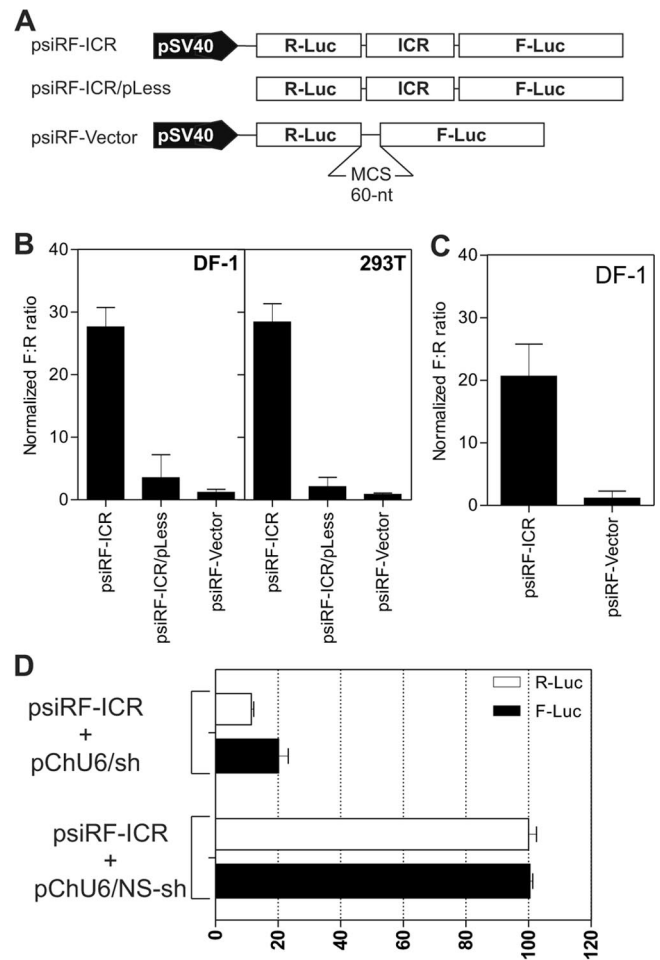 A
psiRF-ICR
pSV40
R-Luc
ICR
F-Luc
psiRF-ICR/pLess
R-Luc
ICR
F-Luc
psiRF-Vector
pSV40
R-Luc
F-Luc
MCS
60-nt
B
Normalized F:R ratio
40
30
20
10
0
DF-1
293T
psiRF-ICR
psiRF-ICR/pLess
psiRF-Vector
psiRF-ICR
psiRF-ICR/pLess
psiRF-Vector
C
Normalized F:R ratio
40
30
20
10
0
DF-1
psiRF-ICR
psiRF-Vector
D
psiRF-ICR
+
pChU6/sh
psiRF-ICR
+
pChU6/NS-sh
R-Luc
F-Luc
0
20
40
60
80
100
120